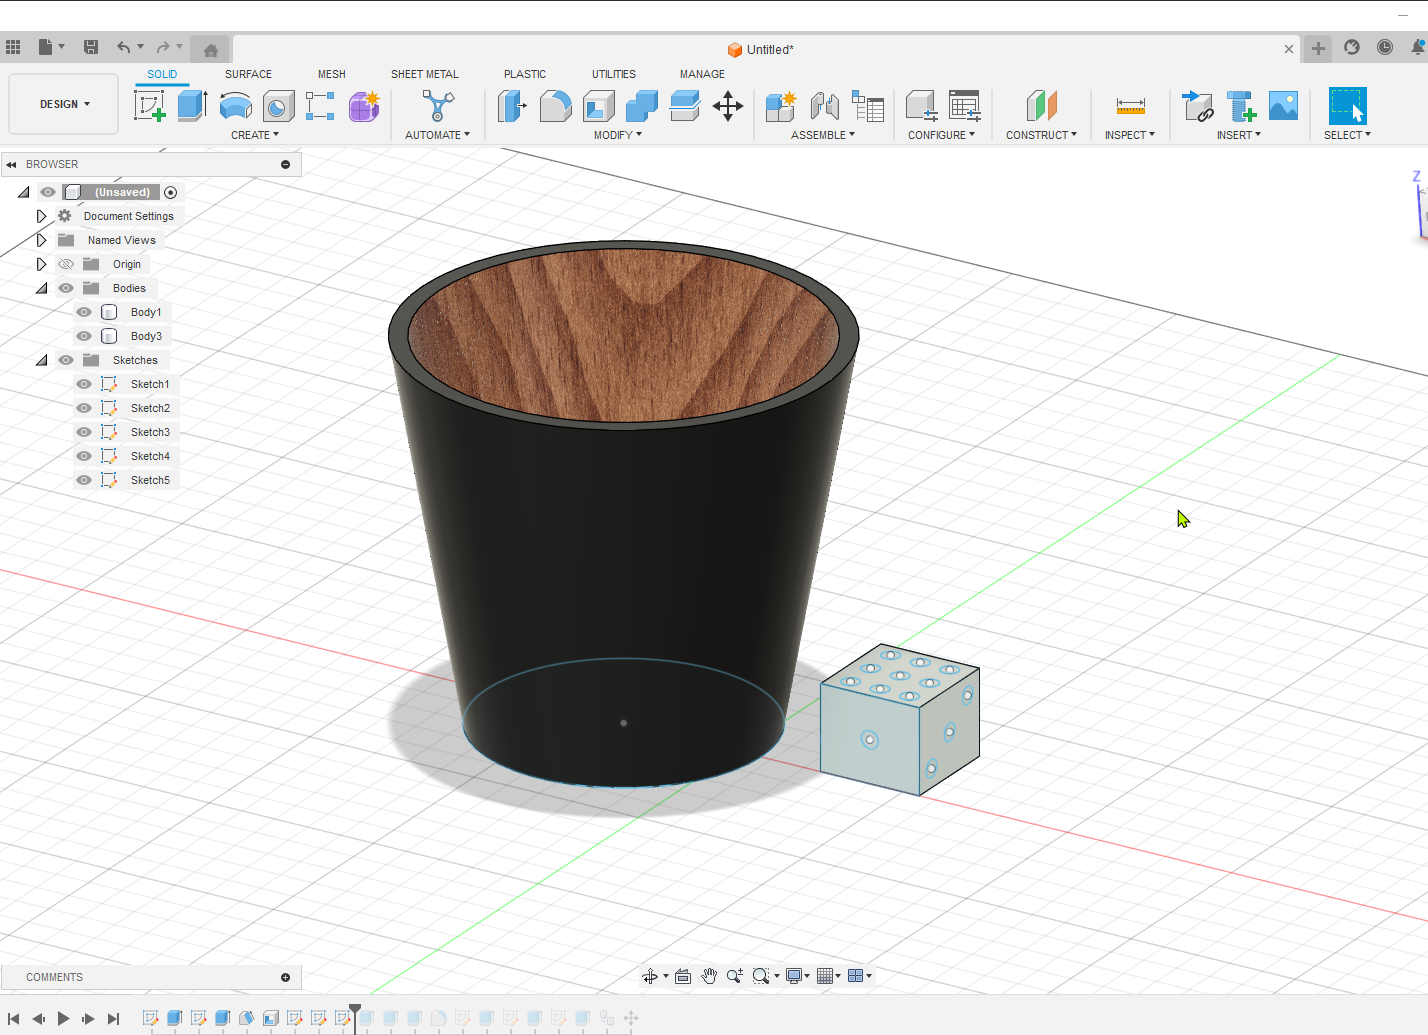 Untitled*
SOLID SURFACE MESH SHEET METAL PLASTIC UTILITIES MANAGE
DESIGN
CREATE AUTOMATE MODIFY ASSEMBLE CONFIGURE CONSTRUCT INSPECT INSERT SELECT
BROWSER
(Unsaved)
Document Settings
Named Views
Origin
Bodies
Body1
Body3
Sketches
Sketch1
Sketch2
Sketch3
Sketch4
Sketch5
Z
COMMENTS